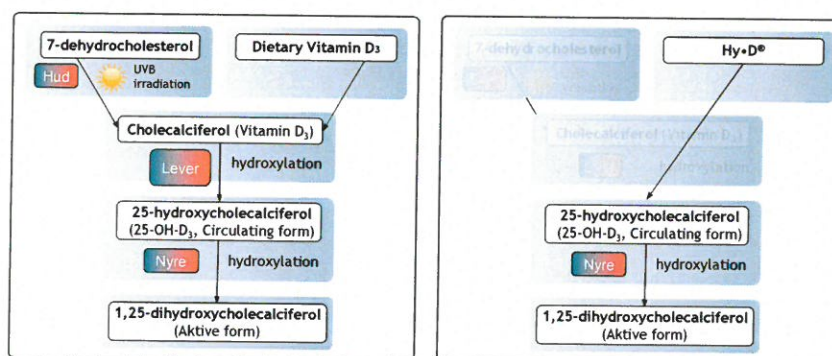 7-dehydrocholesterol
Dietary Vitamin D₃
Hud
UVB
irradiation
Cholecalciferol (Vitamin D₃)
Lever
hydroxylation
25-hydroxycholecalciferol
(25-OH-D₃, Circulating form)
Nyre
hydroxylation
1,25-dihydroxycholecalciferol
(Aktive form)
7-dehydrocholesterol
Hy•D®
Cholecalciferol (Vitamin D₃)
hydroxylation
25-hydroxycholecalciferol
(25-OH-D₃, Circulating form)
Nyre
hydroxylation
1,25-dihydroxycholecalciferol
(Aktive form)